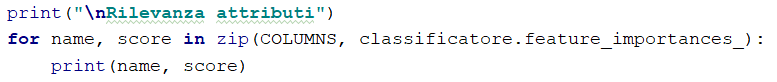 print("\nRilevanza attributi")
for name, score in zip(COLUMNS, classificatore.feature_importances_):
    print(name, score)